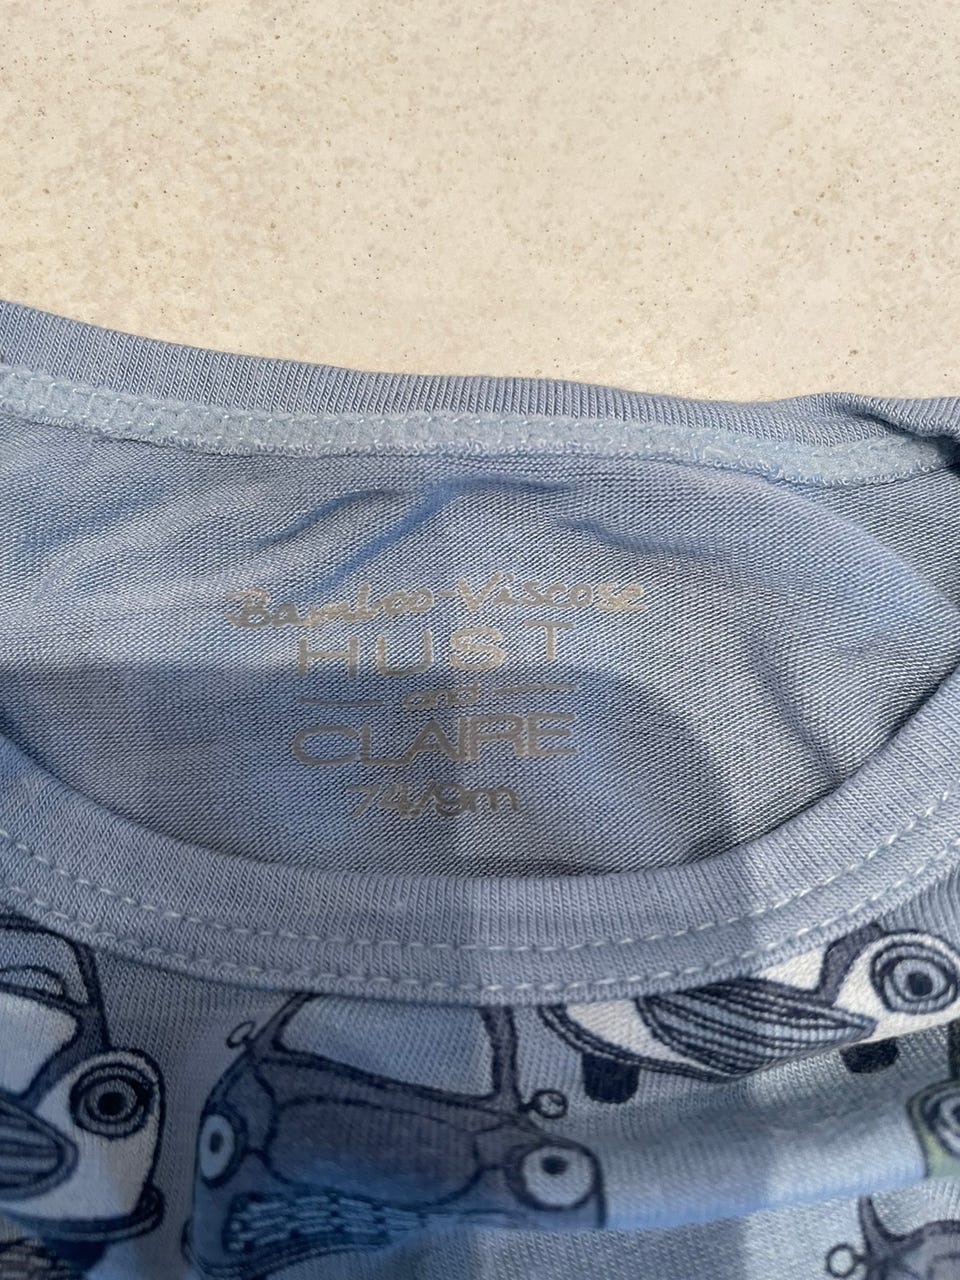 Bamboo-Viscose
HUST
and
CLAIRE
74/9m